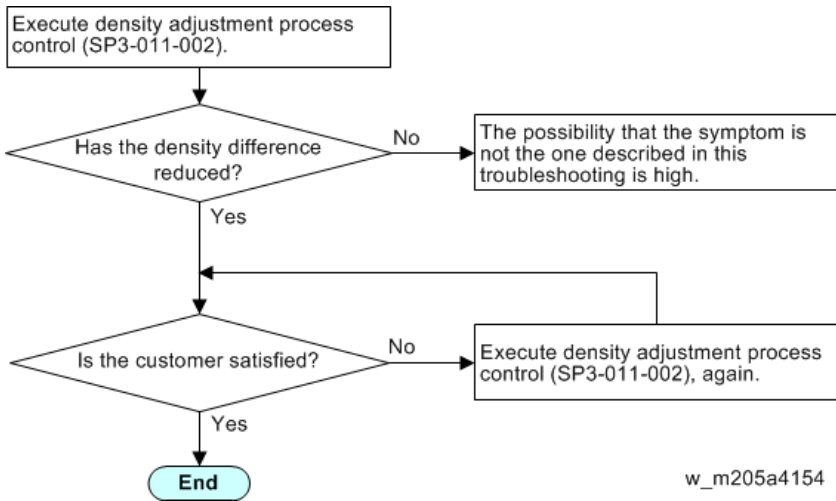 Execute density adjustment process
control (SP3-011-002).
Has the density difference
reduced?
No
The possibility that the symptom is
not the one described in this
troubleshooting is high.
Yes
Is the customer satisfied?
No
Execute density adjustment process
control (SP3-011-002), again.
Yes
End
w_m205a4154